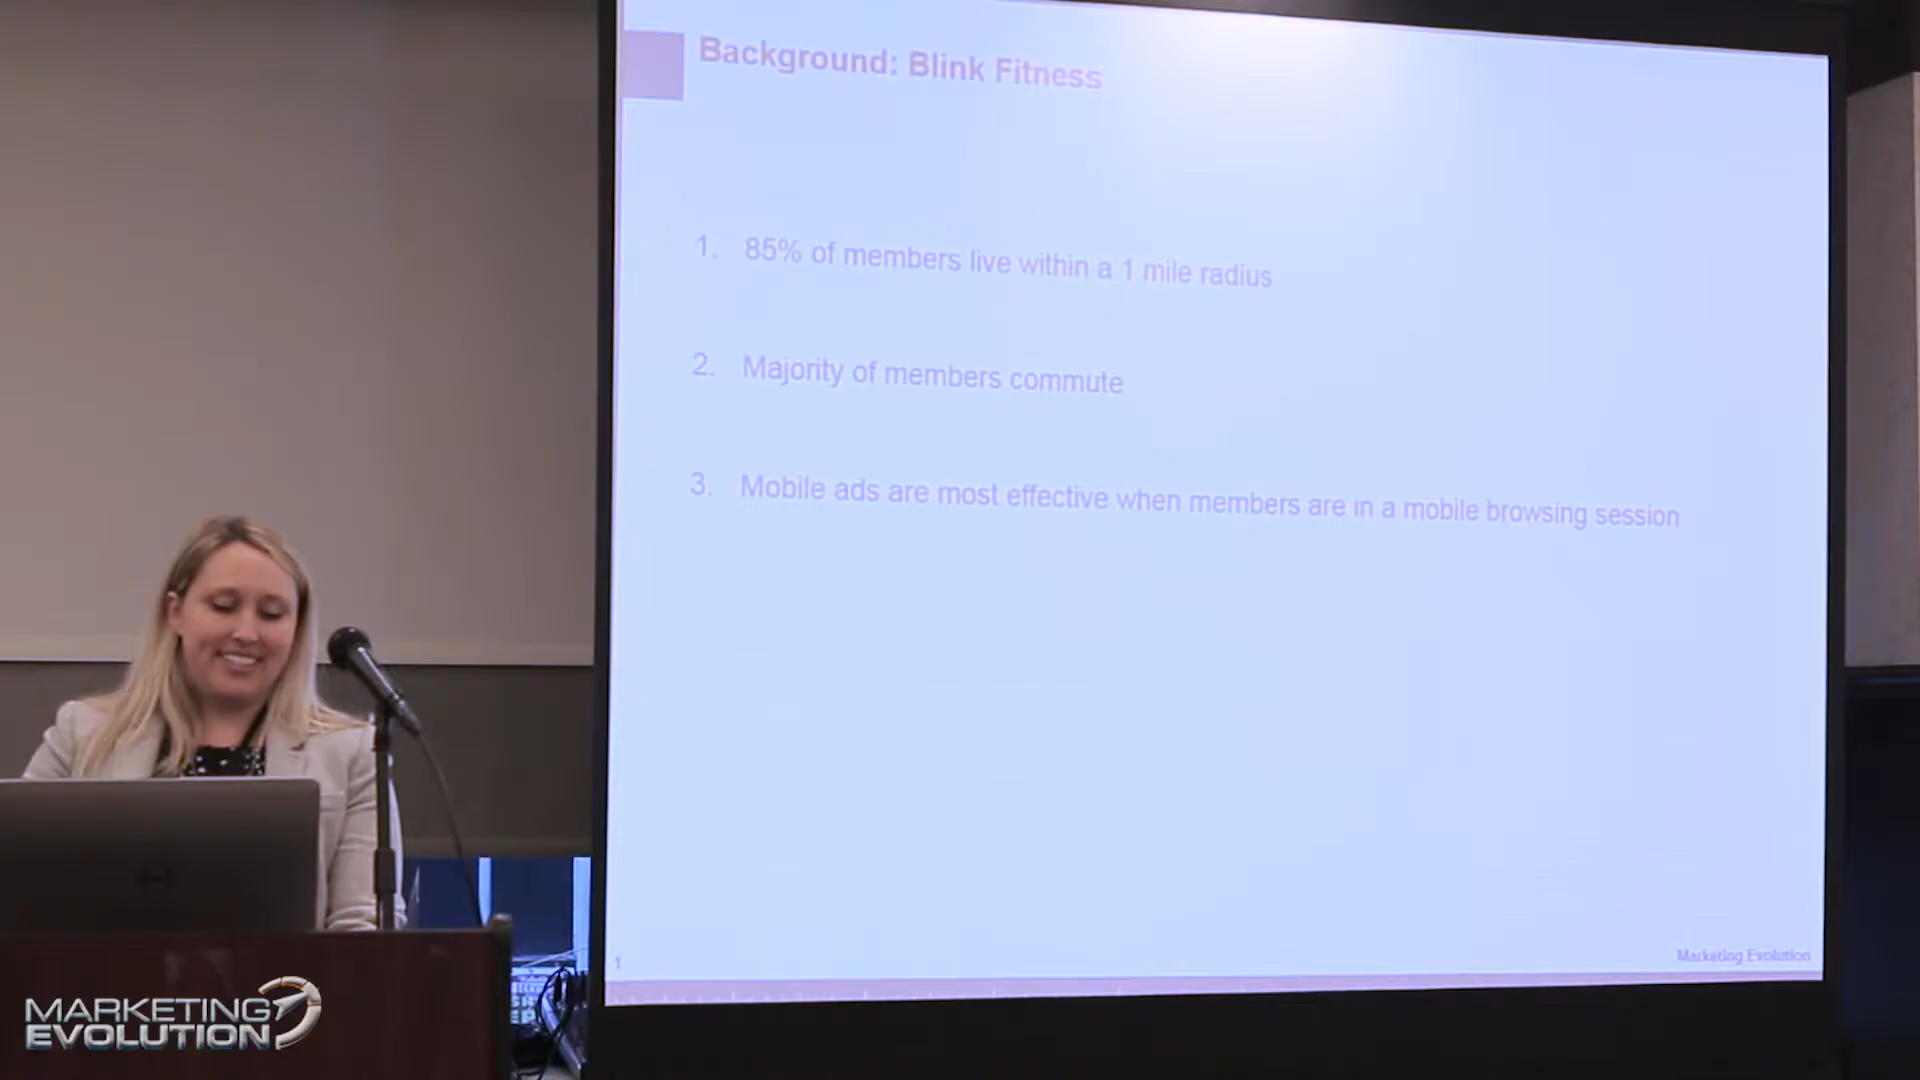 Background: Blink Fitness
1. 85% of members live within a 1 mile radius
2. Majority of members commute
3. Mobile ads are most effective when members are in a mobile browsing session
1
Marketing Evolution
MARKETING
EVOLUTION